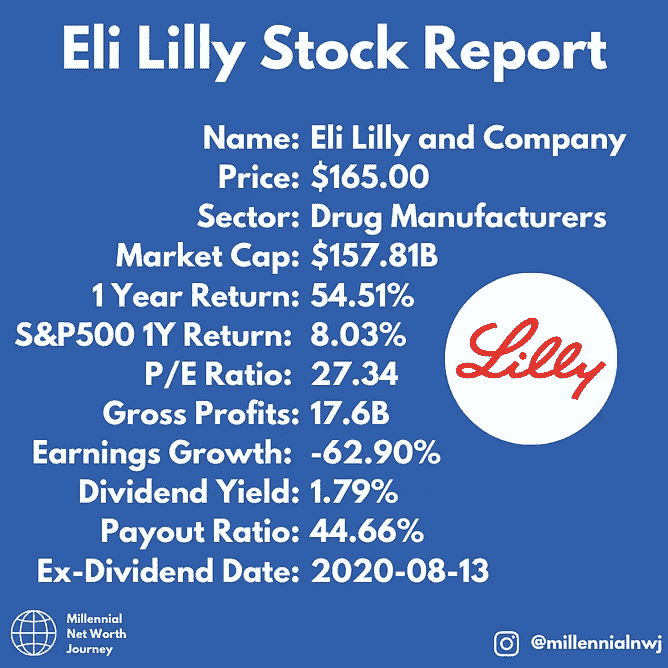 Eli Lilly Stock Report
Name: Eli Lilly and Company
Price: $165.00
Sector: Drug Manufacturers
Market Cap: $157.81B
1 Year Return: 54.51%
S&P500 1Y Return: 8.03%
P/E Ratio: 27.34
Gross Profits: 17.6B
Earnings Growth: -62.90%
Dividend Yield: 1.79%
Payout Ratio: 44.66%
Ex-Dividend Date: 2020-08-13
Lilly
Millennial
Net Worth
Journey
@millennialnwj